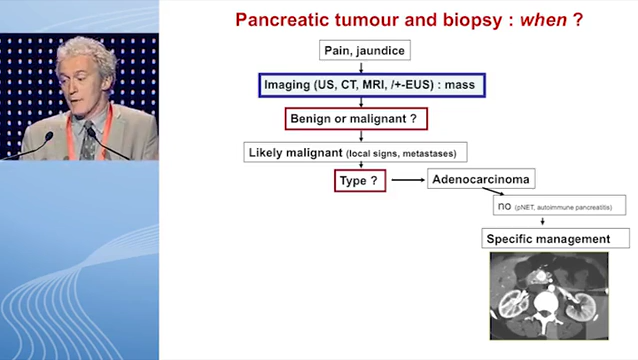 Pancreatic tumour and biopsy : when ?
Pain, jaundice
Imaging (US, CT, MRI, /+-EUS) : mass
Benign or malignant ?
Likely malignant (local signs, metastases)
Type ?
Adenocarcinoma
no (pNET, autoimmune pancreatitis)
Specific management